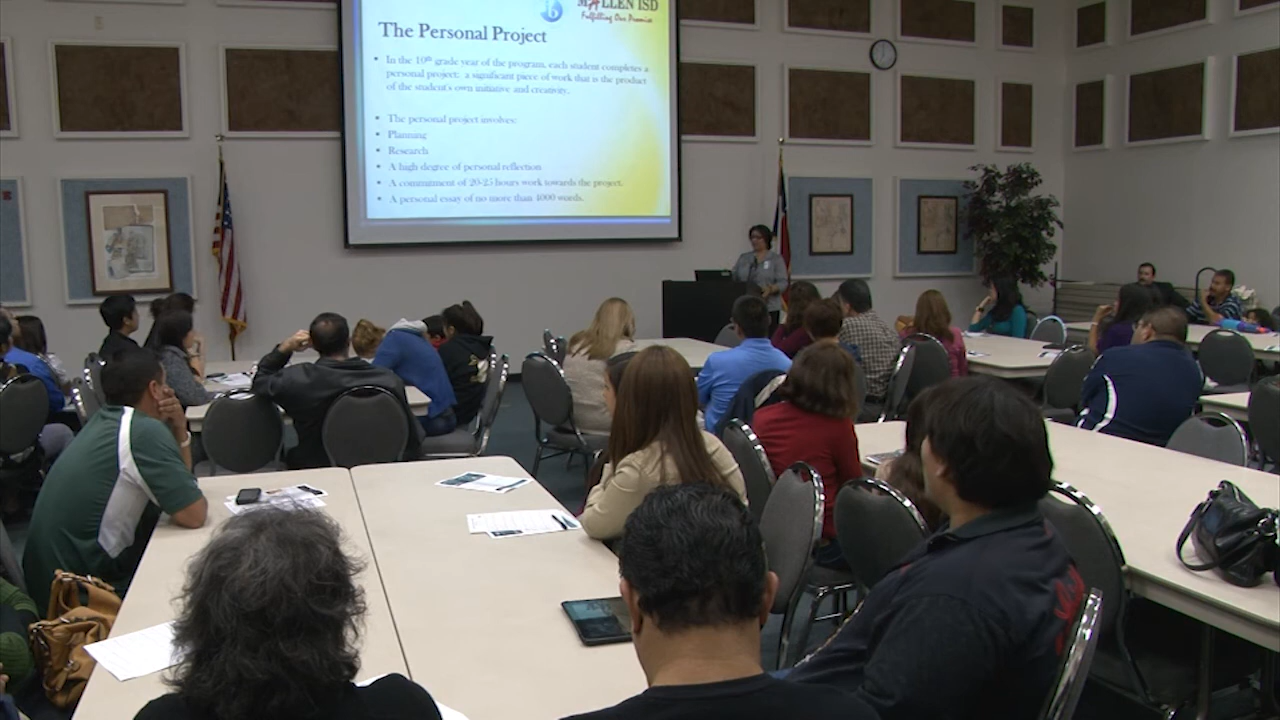 McALLEN ISD
Fulfilling Our Promise
The Personal Project
• In the 10th grade year of the program, each student completes a
personal project: a significant piece of work that is the product
of the student's own initiative and creativity.
• The personal project involves:
• Planning
• Research
• A high degree of personal reflection
• A commitment of 20-25 hours work towards the project.
• A personal essay of no more than 4000 words.